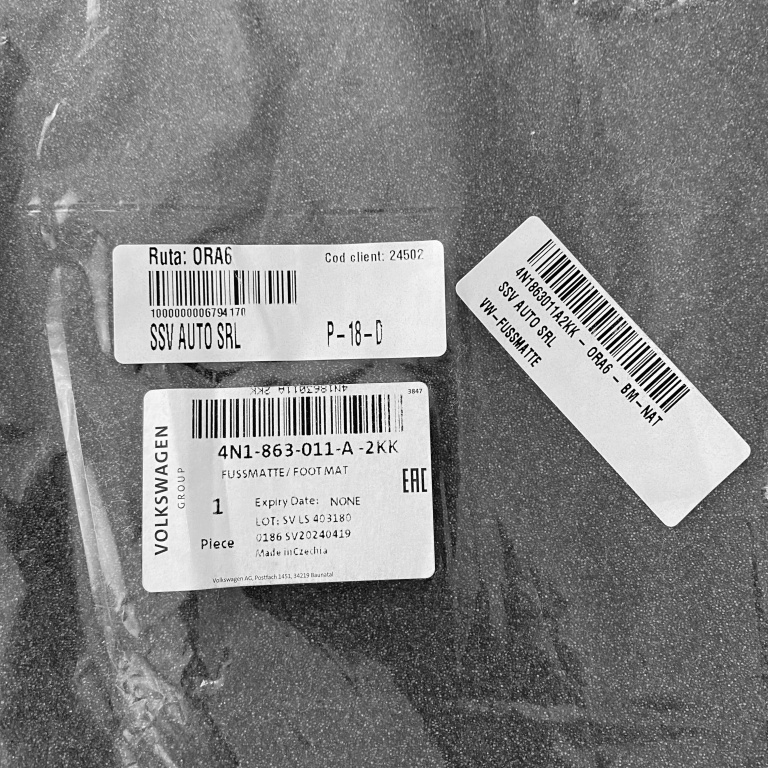 Ruta: ORA6
Cod client: 24502
1000000006794170
SSV AUTO SRL
P-18-D
4N1863011A2KK - ORA6 - BM-NAT
SSV AUTO SRL
VW-FUSSMATTE
4N1863011A 2KK
3847
VOLKSWAGEN
GROUP
4N1-863-011-A -2KK
FUSSMATTE/ FOOT MAT
EAC
1
Piece
Expiry Date: NONE
LOT: SV LS 403180
0186 SV20240419
Made in Czechia
Volkswagen AG, Postfach 1451, 34219 Baunatal